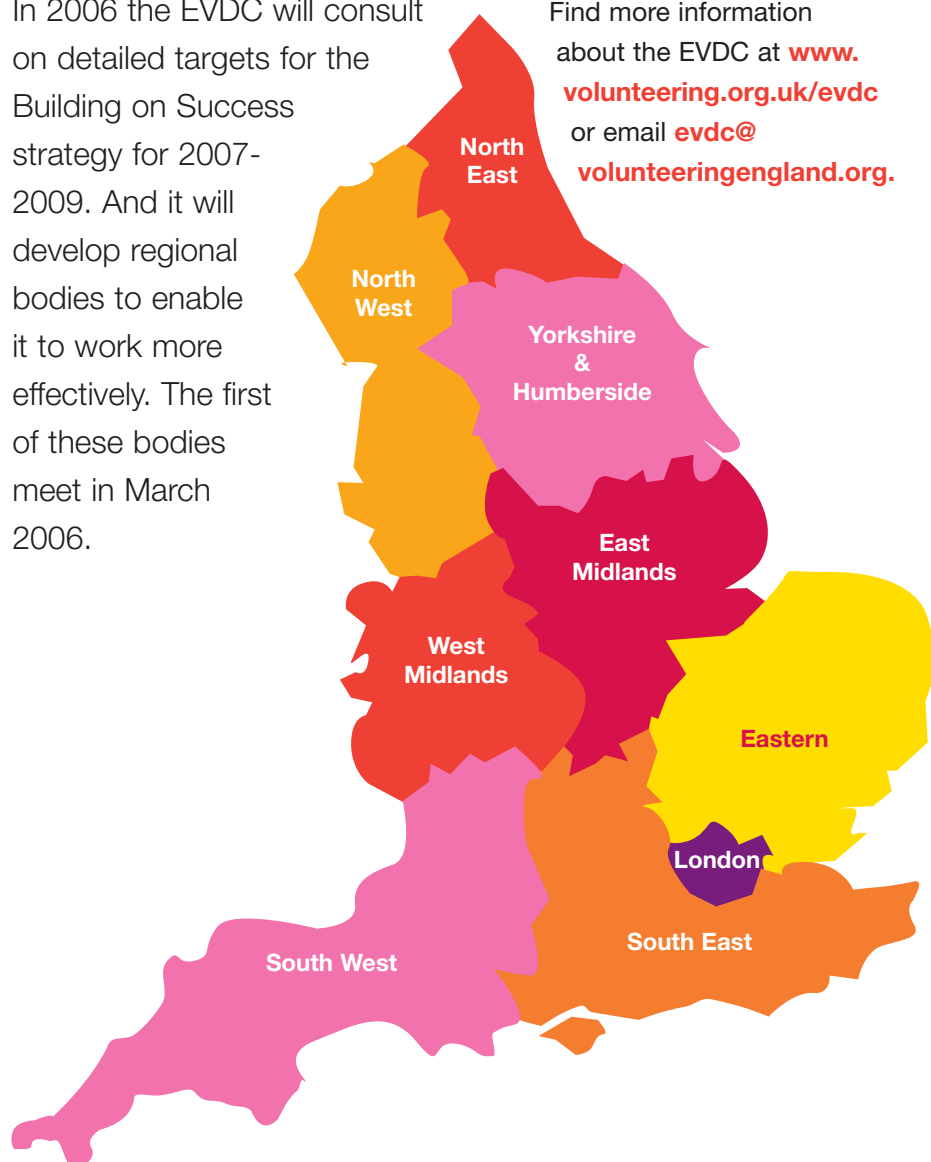 In 2006 the EVDC will consult
on detailed targets for the
Building on Success
strategy for 2007-
2009. And it will
develop regional
bodies to enable
it to work more
effectively. The first
of these bodies
meet in March
2006.
Find more information
about the EVDC at www.
volunteering.org.uk/evdc
or email evdc@
volunteeringengland.org.
North
East
North
West
Yorkshire
&
Humberside
East
Midlands
West
Midlands
Eastern
London
South East
South West